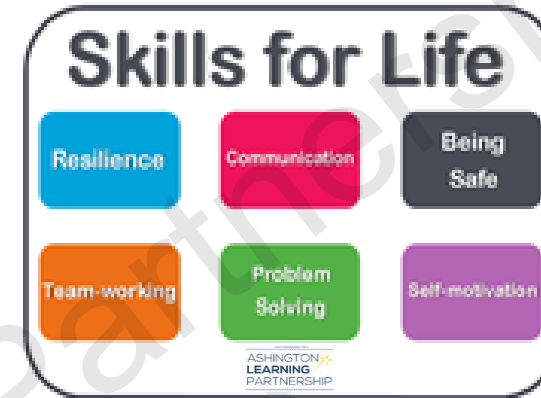 Skills for Life
Resilience
Communication
Being
Safe
Team-working
Problem
Solving
Self-motivation
ASHINGTON
LEARNING
PARTNERSHIP